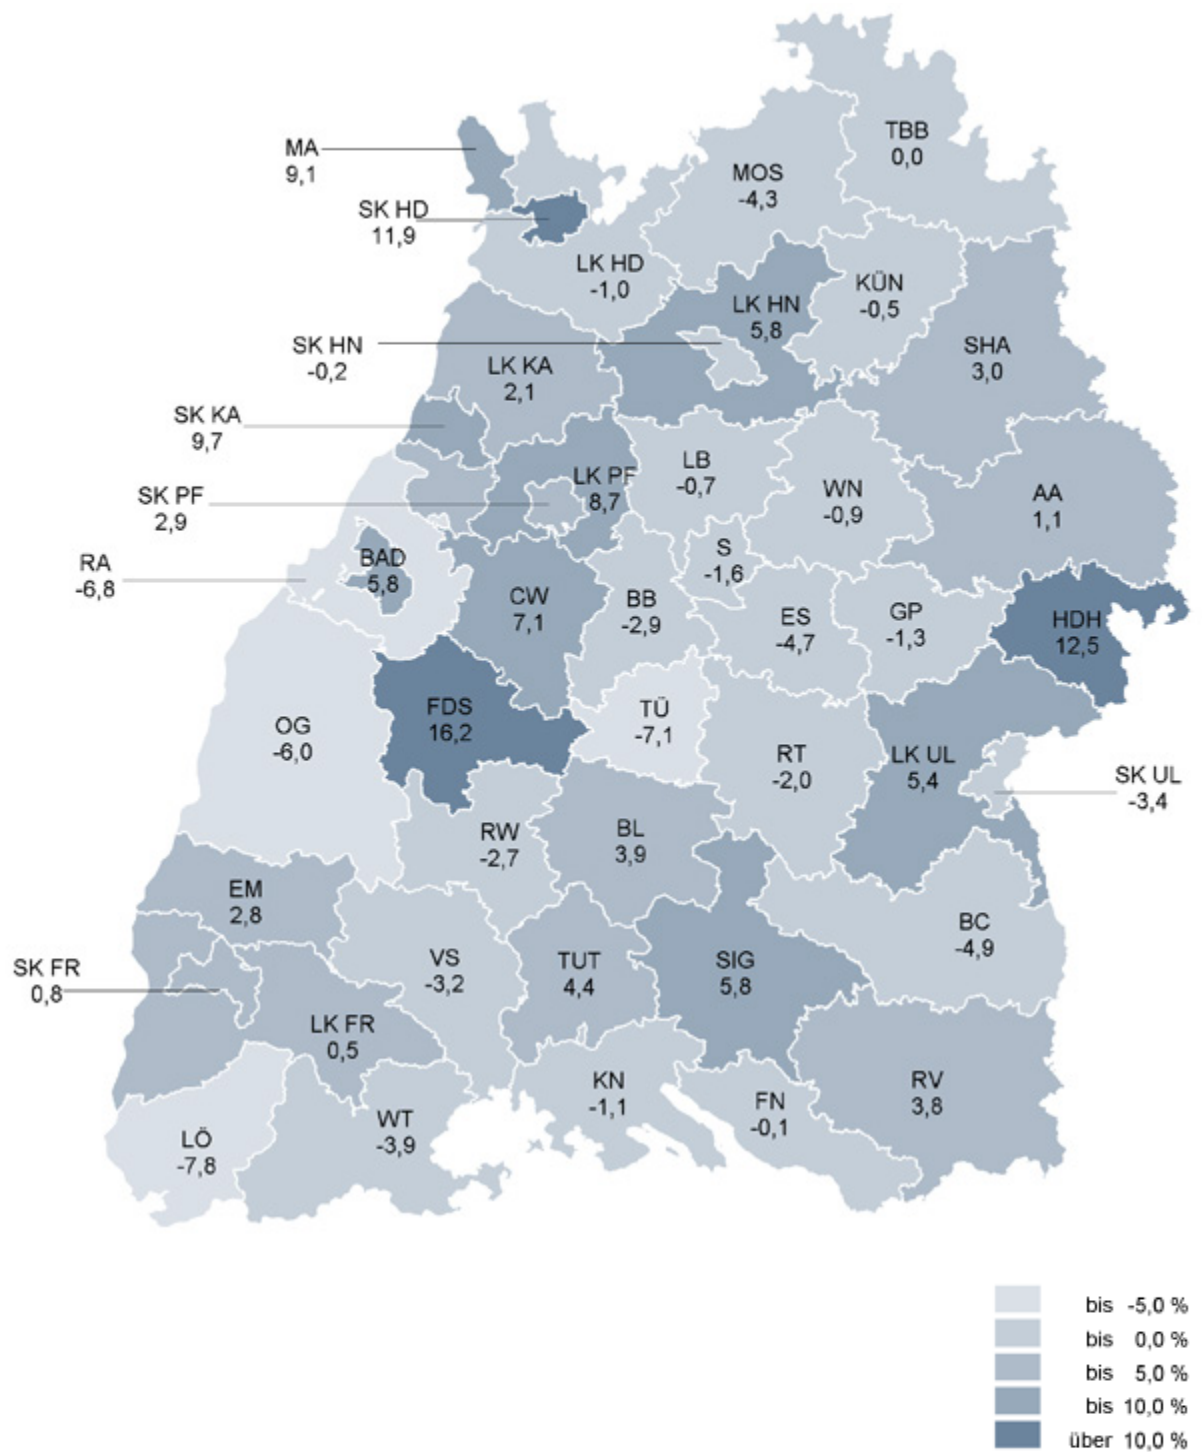 TBB
0,0
MA
9,1
MOS
-4,3
SK HD
11,9
LK HD
-1,0
KÜN
-0,5
LK HN
5,8
SK HN
-0,2
SHA
3,0
LK KA
2,1
SK KA
9,7
LB
-0,7
LK PF
8,7
WN
-0,9
AA
1,1
SK PF
2,9
S
-1,6
RA
-6,8
BAD
5,8
CW
7,1
BB
-2,9
ES
-4,7
GP
-1,3
HDH
12,5
FDS
16,2
TÜ
-7,1
OG
-6,0
RT
-2,0
LK UL
5,4
SK UL
-3,4
RW
-2,7
BL
3,9
EM
2,8
BC
-4,9
SK FR
0,8
VS
-3,2
TUT
4,4
SIG
5,8
LK FR
0,5
KN
-1,1
RV
3,8
FN
-0,1
WT
-3,9
LÖ
-7,8
bis -5,0 %
bis 0,0 %
bis 5,0 %
bis 10,0 %
über 10,0 %